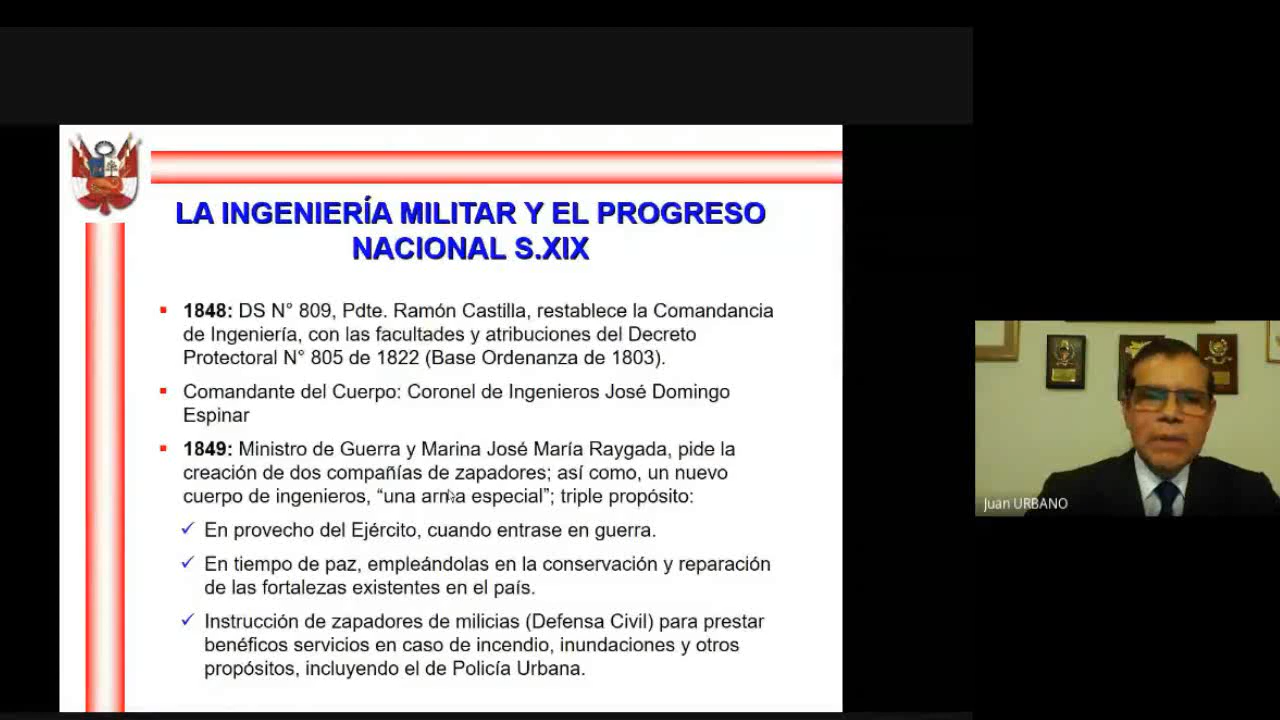 LA INGENIERÍA MILITAR Y EL PROGRESO
NACIONAL S.XIX
1848: DS N° 809, Pdte. Ramón Castilla, restablece la Comandancia
de Ingeniería, con las facultades y atribuciones del Decreto
Protectoral N° 805 de 1822 (Base Ordenanza de 1803).
Comandante del Cuerpo: Coronel de Ingenieros José Domingo
Espinar
1849: Ministro de Guerra y Marina José María Raygada, pide la
creación de dos compañías de zapadores; así como, un nuevo
cuerpo de ingenieros, “una arma especial”; triple propósito:
En provecho del Ejército, cuando entrase en guerra.
En tiempo de paz, empleándolas en la conservación y reparación
de las fortalezas existentes en el país.
Instrucción de zapadores de milicias (Defensa Civil) para prestar
benéficos servicios en caso de incendio, inundaciones y otros
propósitos, incluyendo el de Policía Urbana.
Juan URBANO